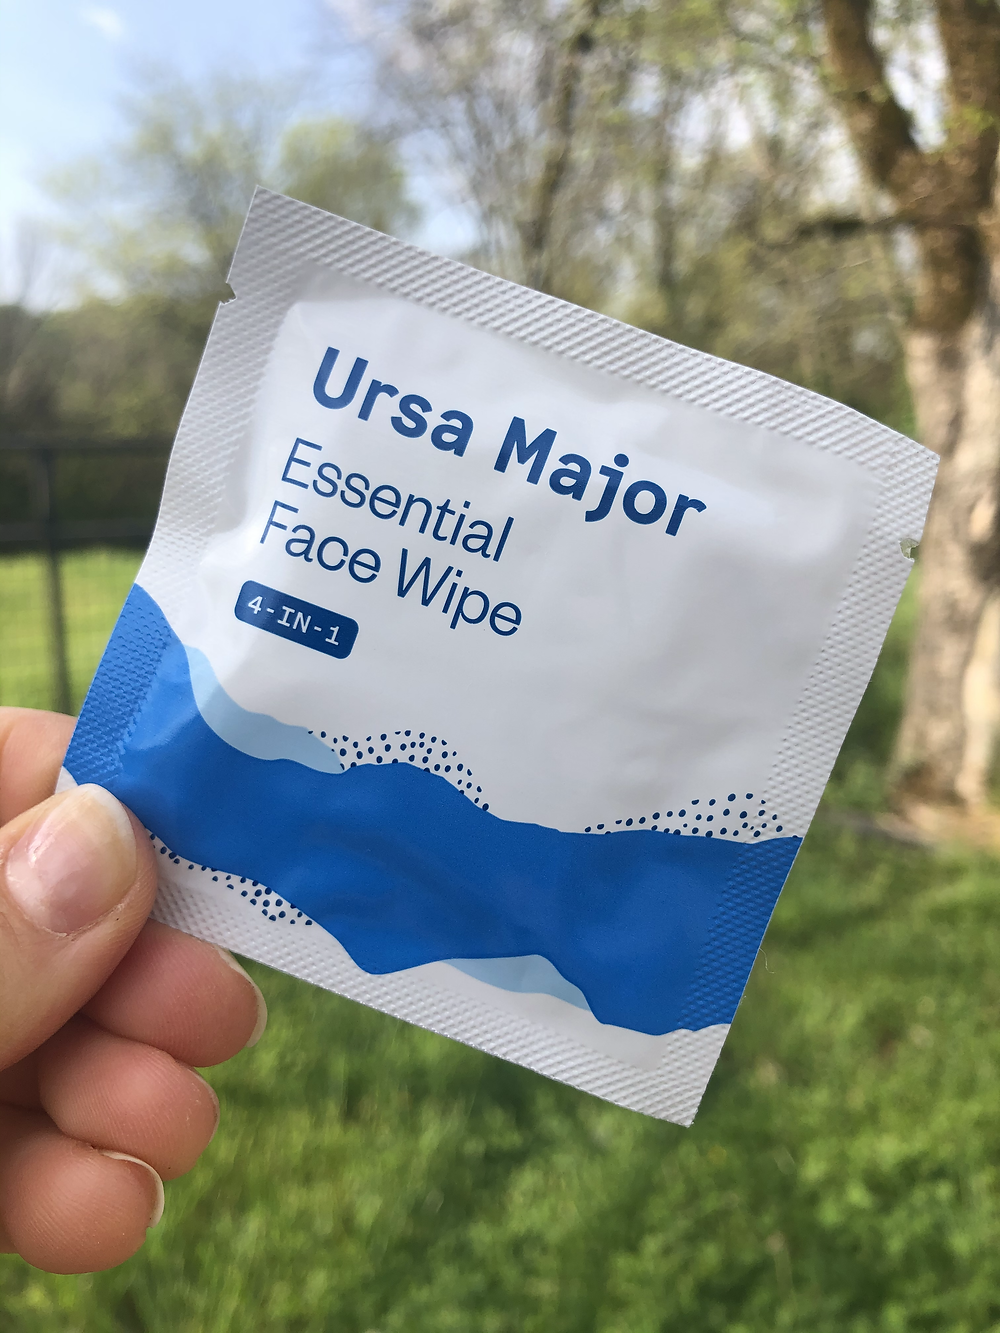 Ursa Major
Essential
Face Wipe
4-IN-1